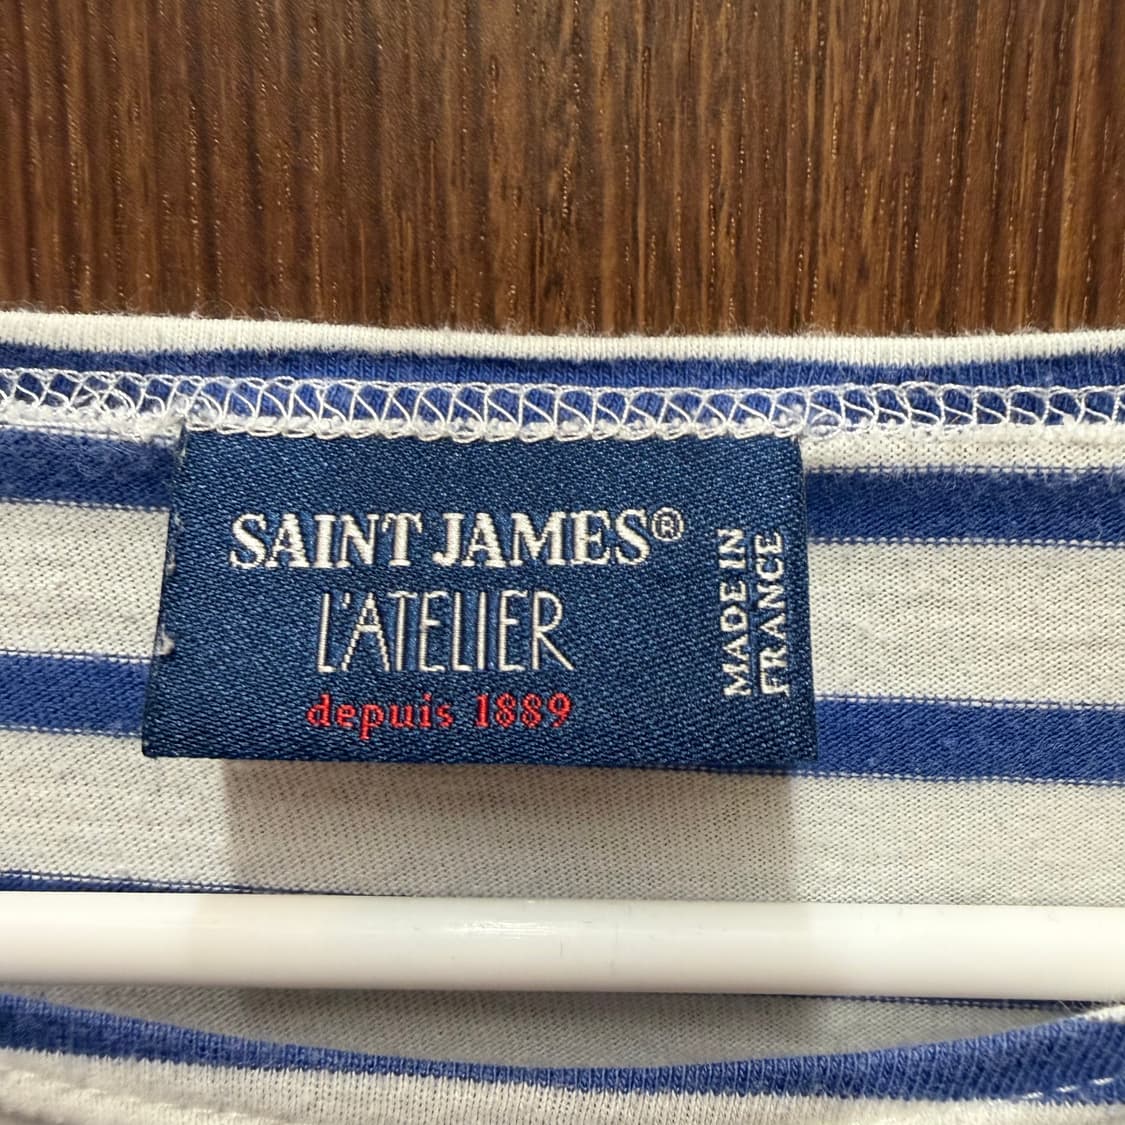 SAINT JAMES®
L'ATELIER
depuis 1889
MADE IN
FRANCE